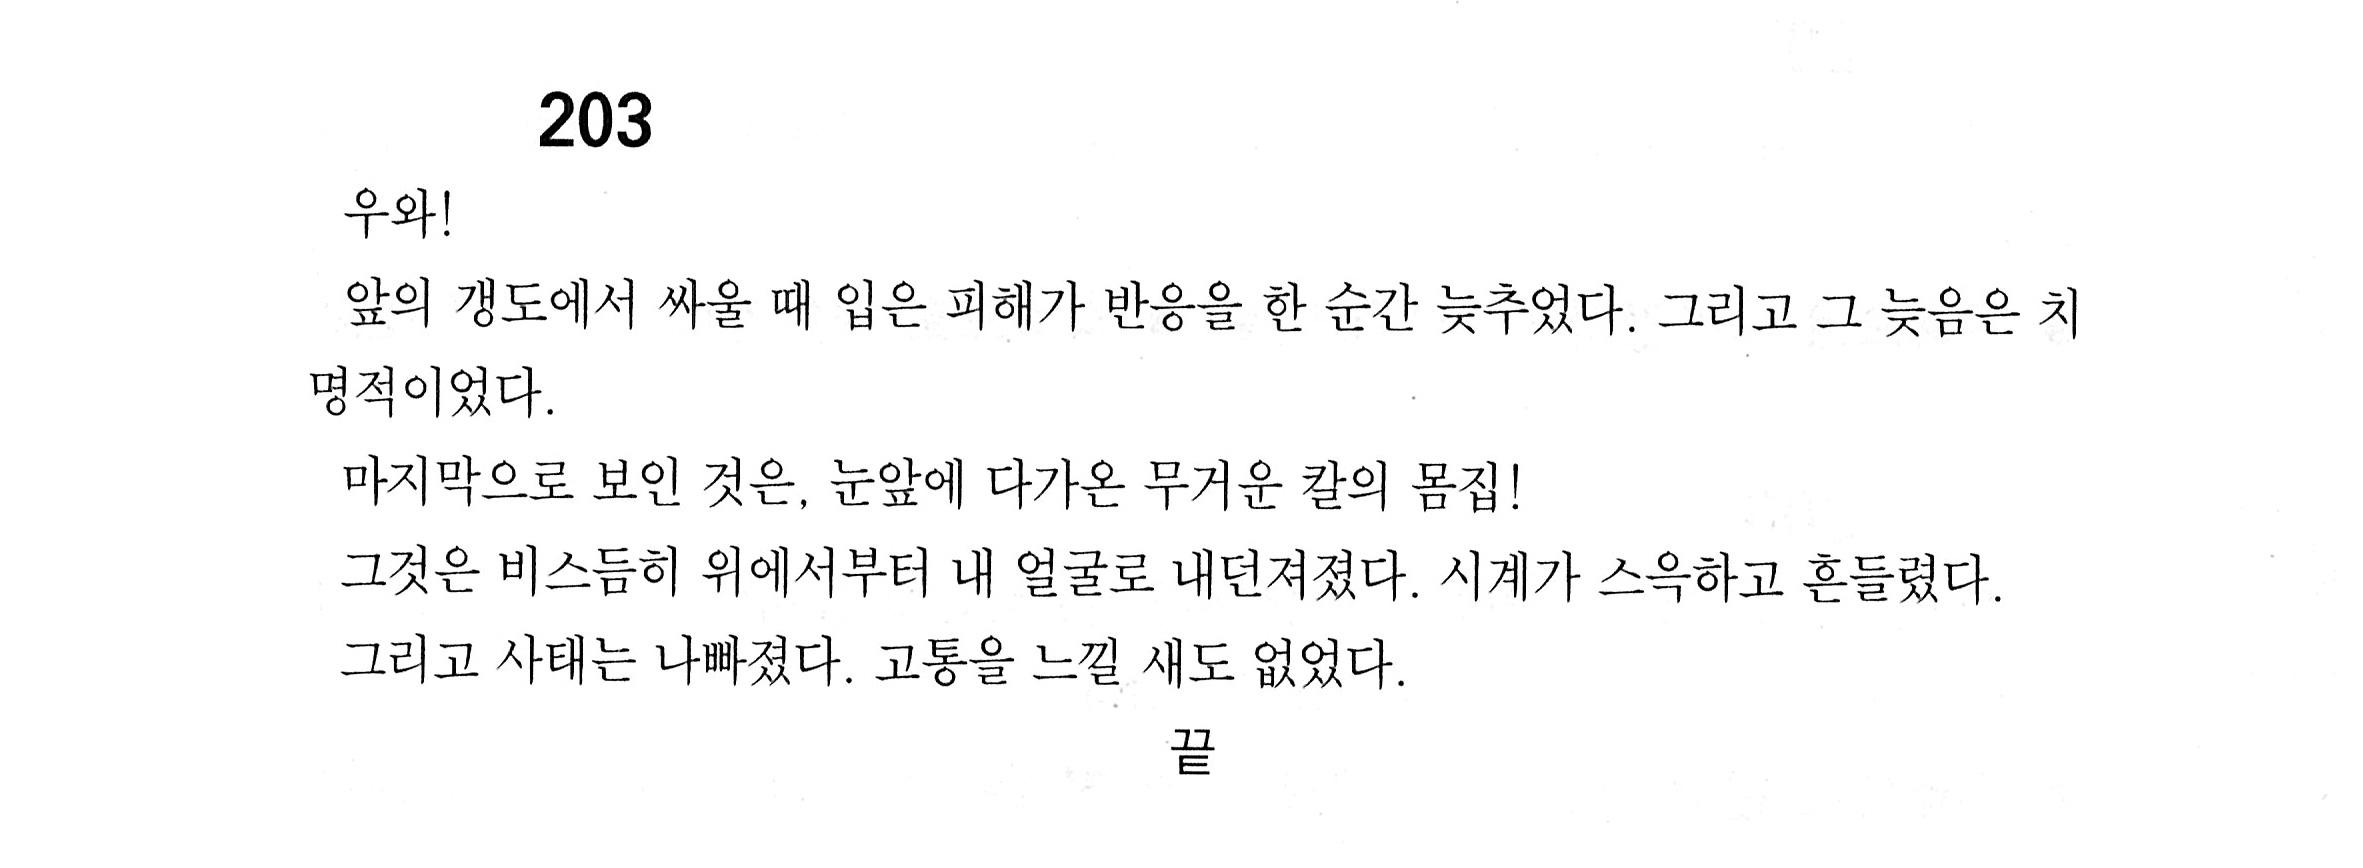 203
우와!
앞의 갱도에서 싸울 때 입은 피해가 반응을 한 순간 늦추었다. 그리고 그 늦음은 치
명적이었다.
마지막으로 보인 것은, 눈앞에 다가온 무거운 칼의 몸집!
그것은 비스듬히 위에서부터 내 얼굴로 내던져졌다. 시계가 스윽하고 흔들렸다.
그리고 사태는 나빠졌다. 고통을 느낄 새도 없었다.
끝